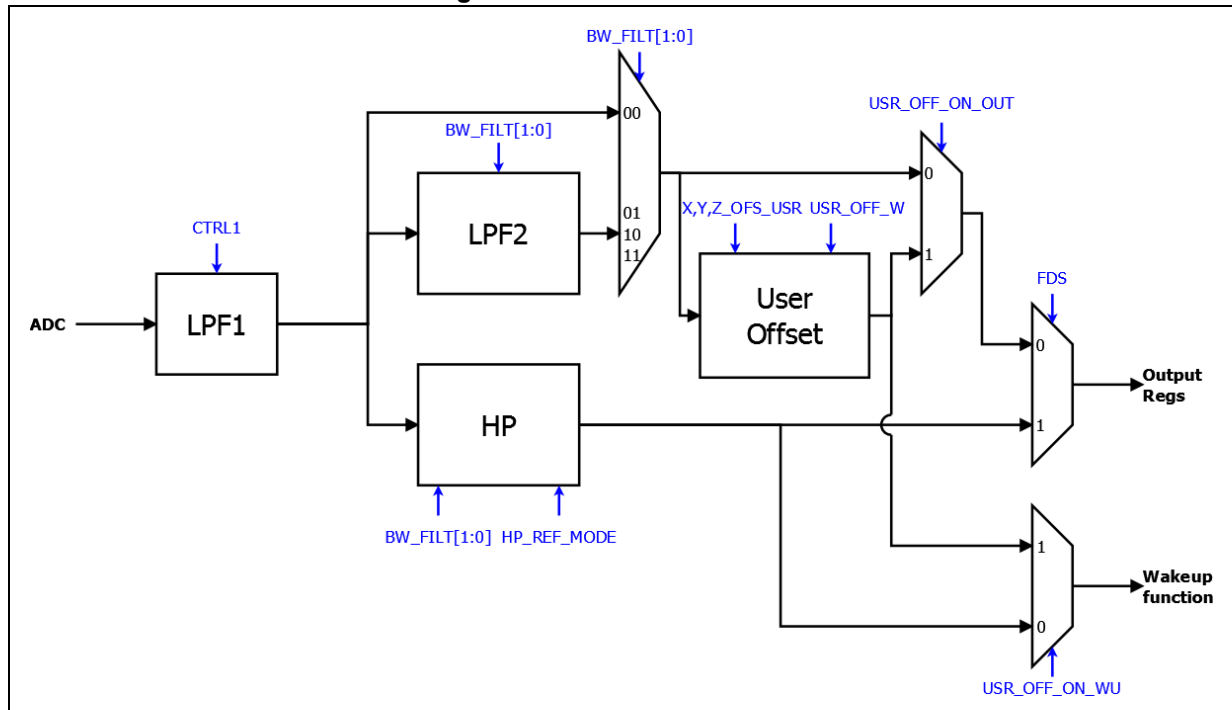 BW_FILT[1:0]
USR_OFF_ON_OUT
00
BW_FILT[1:0]
0
X,Y,Z_OFS_USR USR_OFF_W
01
10
11
LPF2
CTRL1
1
FDS
User
Offset
ADC
LPF1
0
Output
Regs
HP
1
BW_FILT[1:0] HP_REF_MODE
1
Wakeup
function
0
USR_OFF_ON_WU